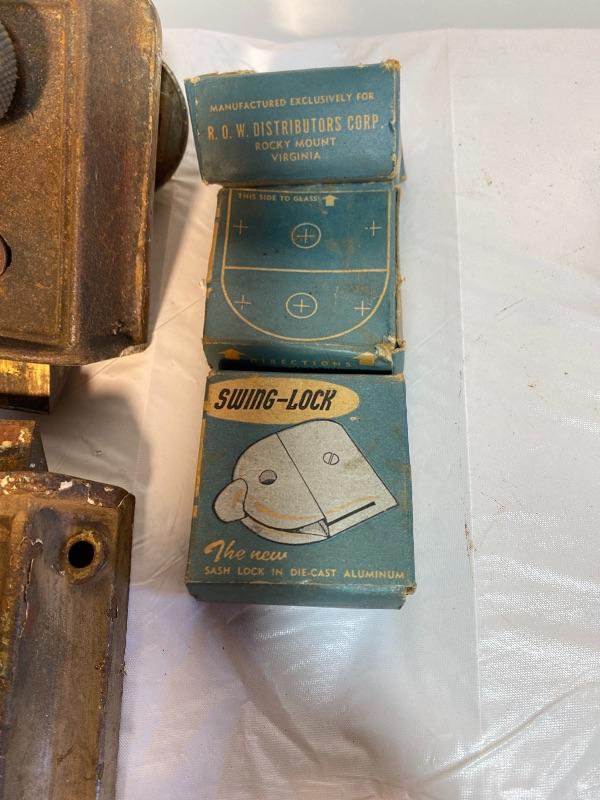 MANUFACTURED EXCLUSIVELY FOR
R. O. W. DISTRIBUTORS CORP.
ROCKY MOUNT
VIRGINIA
THIS SIDE TO GLASS
DIRECTIONS
SWING-LOCK
The new
SASH LOCK IN DIE-CAST ALUMINUM